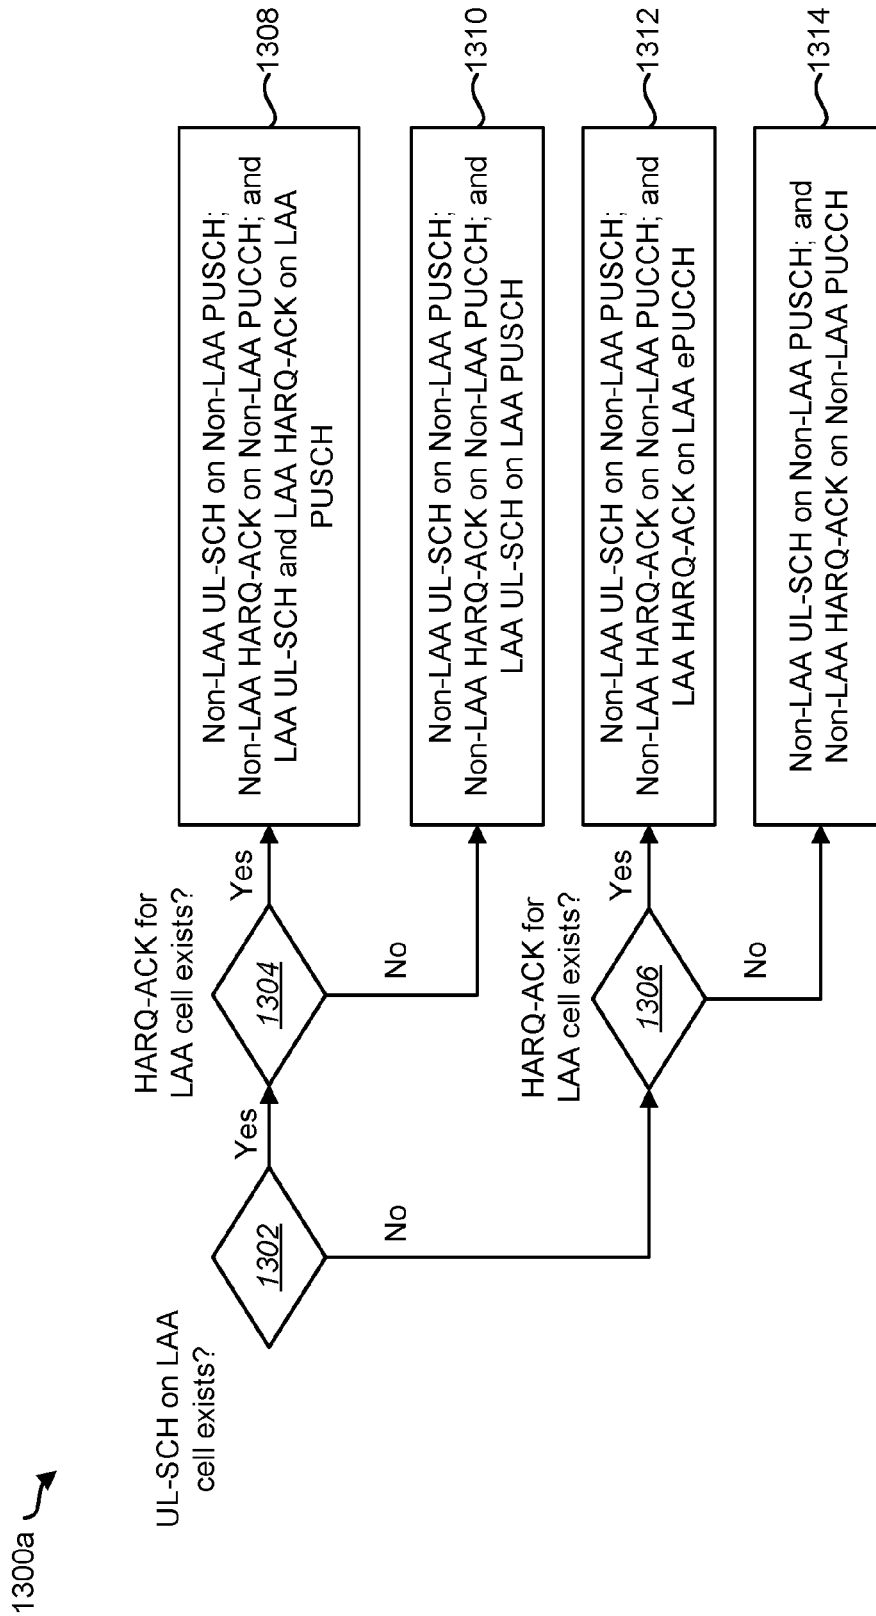 1300a
UL-SCH on LAA
cell exists?
1302
Yes
No
HARQ-ACK for
LAA cell exists?
1304
Yes
No
Non-LAA UL-SCH on Non-LAA PUSCH;
Non-LAA HARQ-ACK on Non-LAA PUCCH; and
LAA UL-SCH and LAA HARQ-ACK on LAA
PUSCH
1308
Non-LAA UL-SCH on Non-LAA PUSCH;
Non-LAA HARQ-ACK on Non-LAA PUCCH; and
LAA UL-SCH on LAA PUSCH
1310
HARQ-ACK for
LAA cell exists?
1306
Yes
No
Non-LAA UL-SCH on Non-LAA PUSCH;
Non-LAA HARQ-ACK on Non-LAA PUCCH; and
LAA HARQ-ACK on LAA ePUCCH
1312
Non-LAA UL-SCH on Non-LAA PUSCH; and
Non-LAA HARQ-ACK on Non-LAA PUCCH
1314